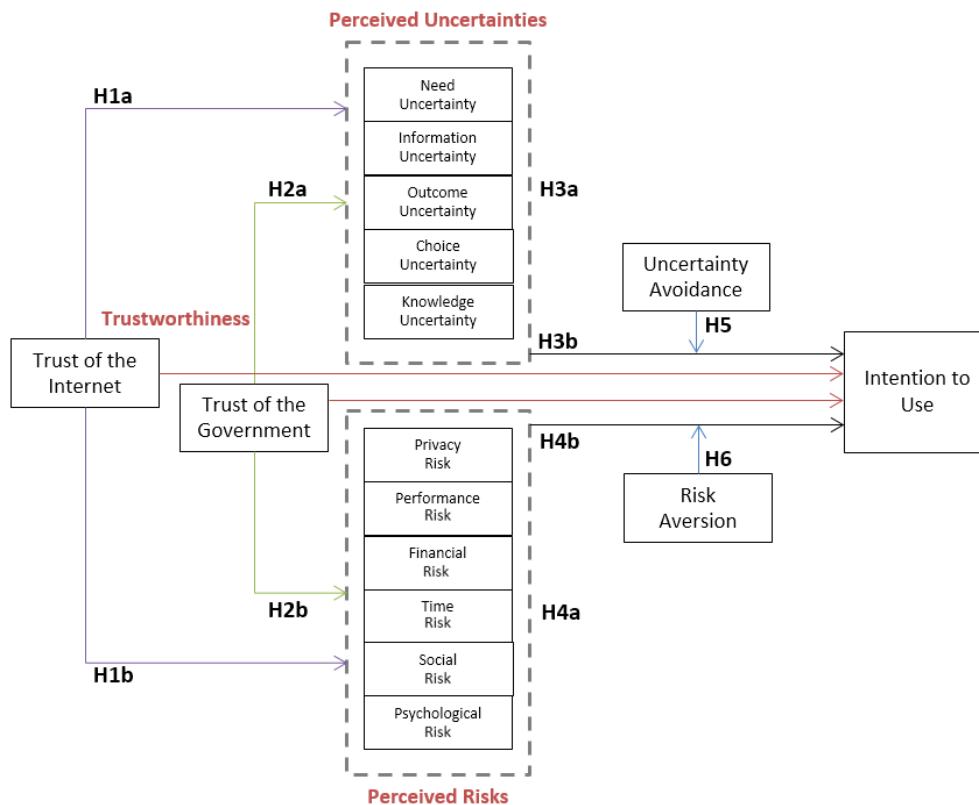 Perceived Uncertainties
Need
Uncertainty
Information
Uncertainty
Outcome
Uncertainty
Choice
Uncertainty
Knowledge
Uncertainty
H1a
H2a
H3a
Uncertainty
Avoidance
Trustworthiness
H3b
H5
Trust of the
Internet
Intention to
Use
Trust of the
Government
H4b
H6
Risk
Aversion
Privacy
Risk
Performance
Risk
Financial
Risk
Time
Risk
Social
Risk
Psychological
Risk
H2b
H4a
H1b
Perceived Risks